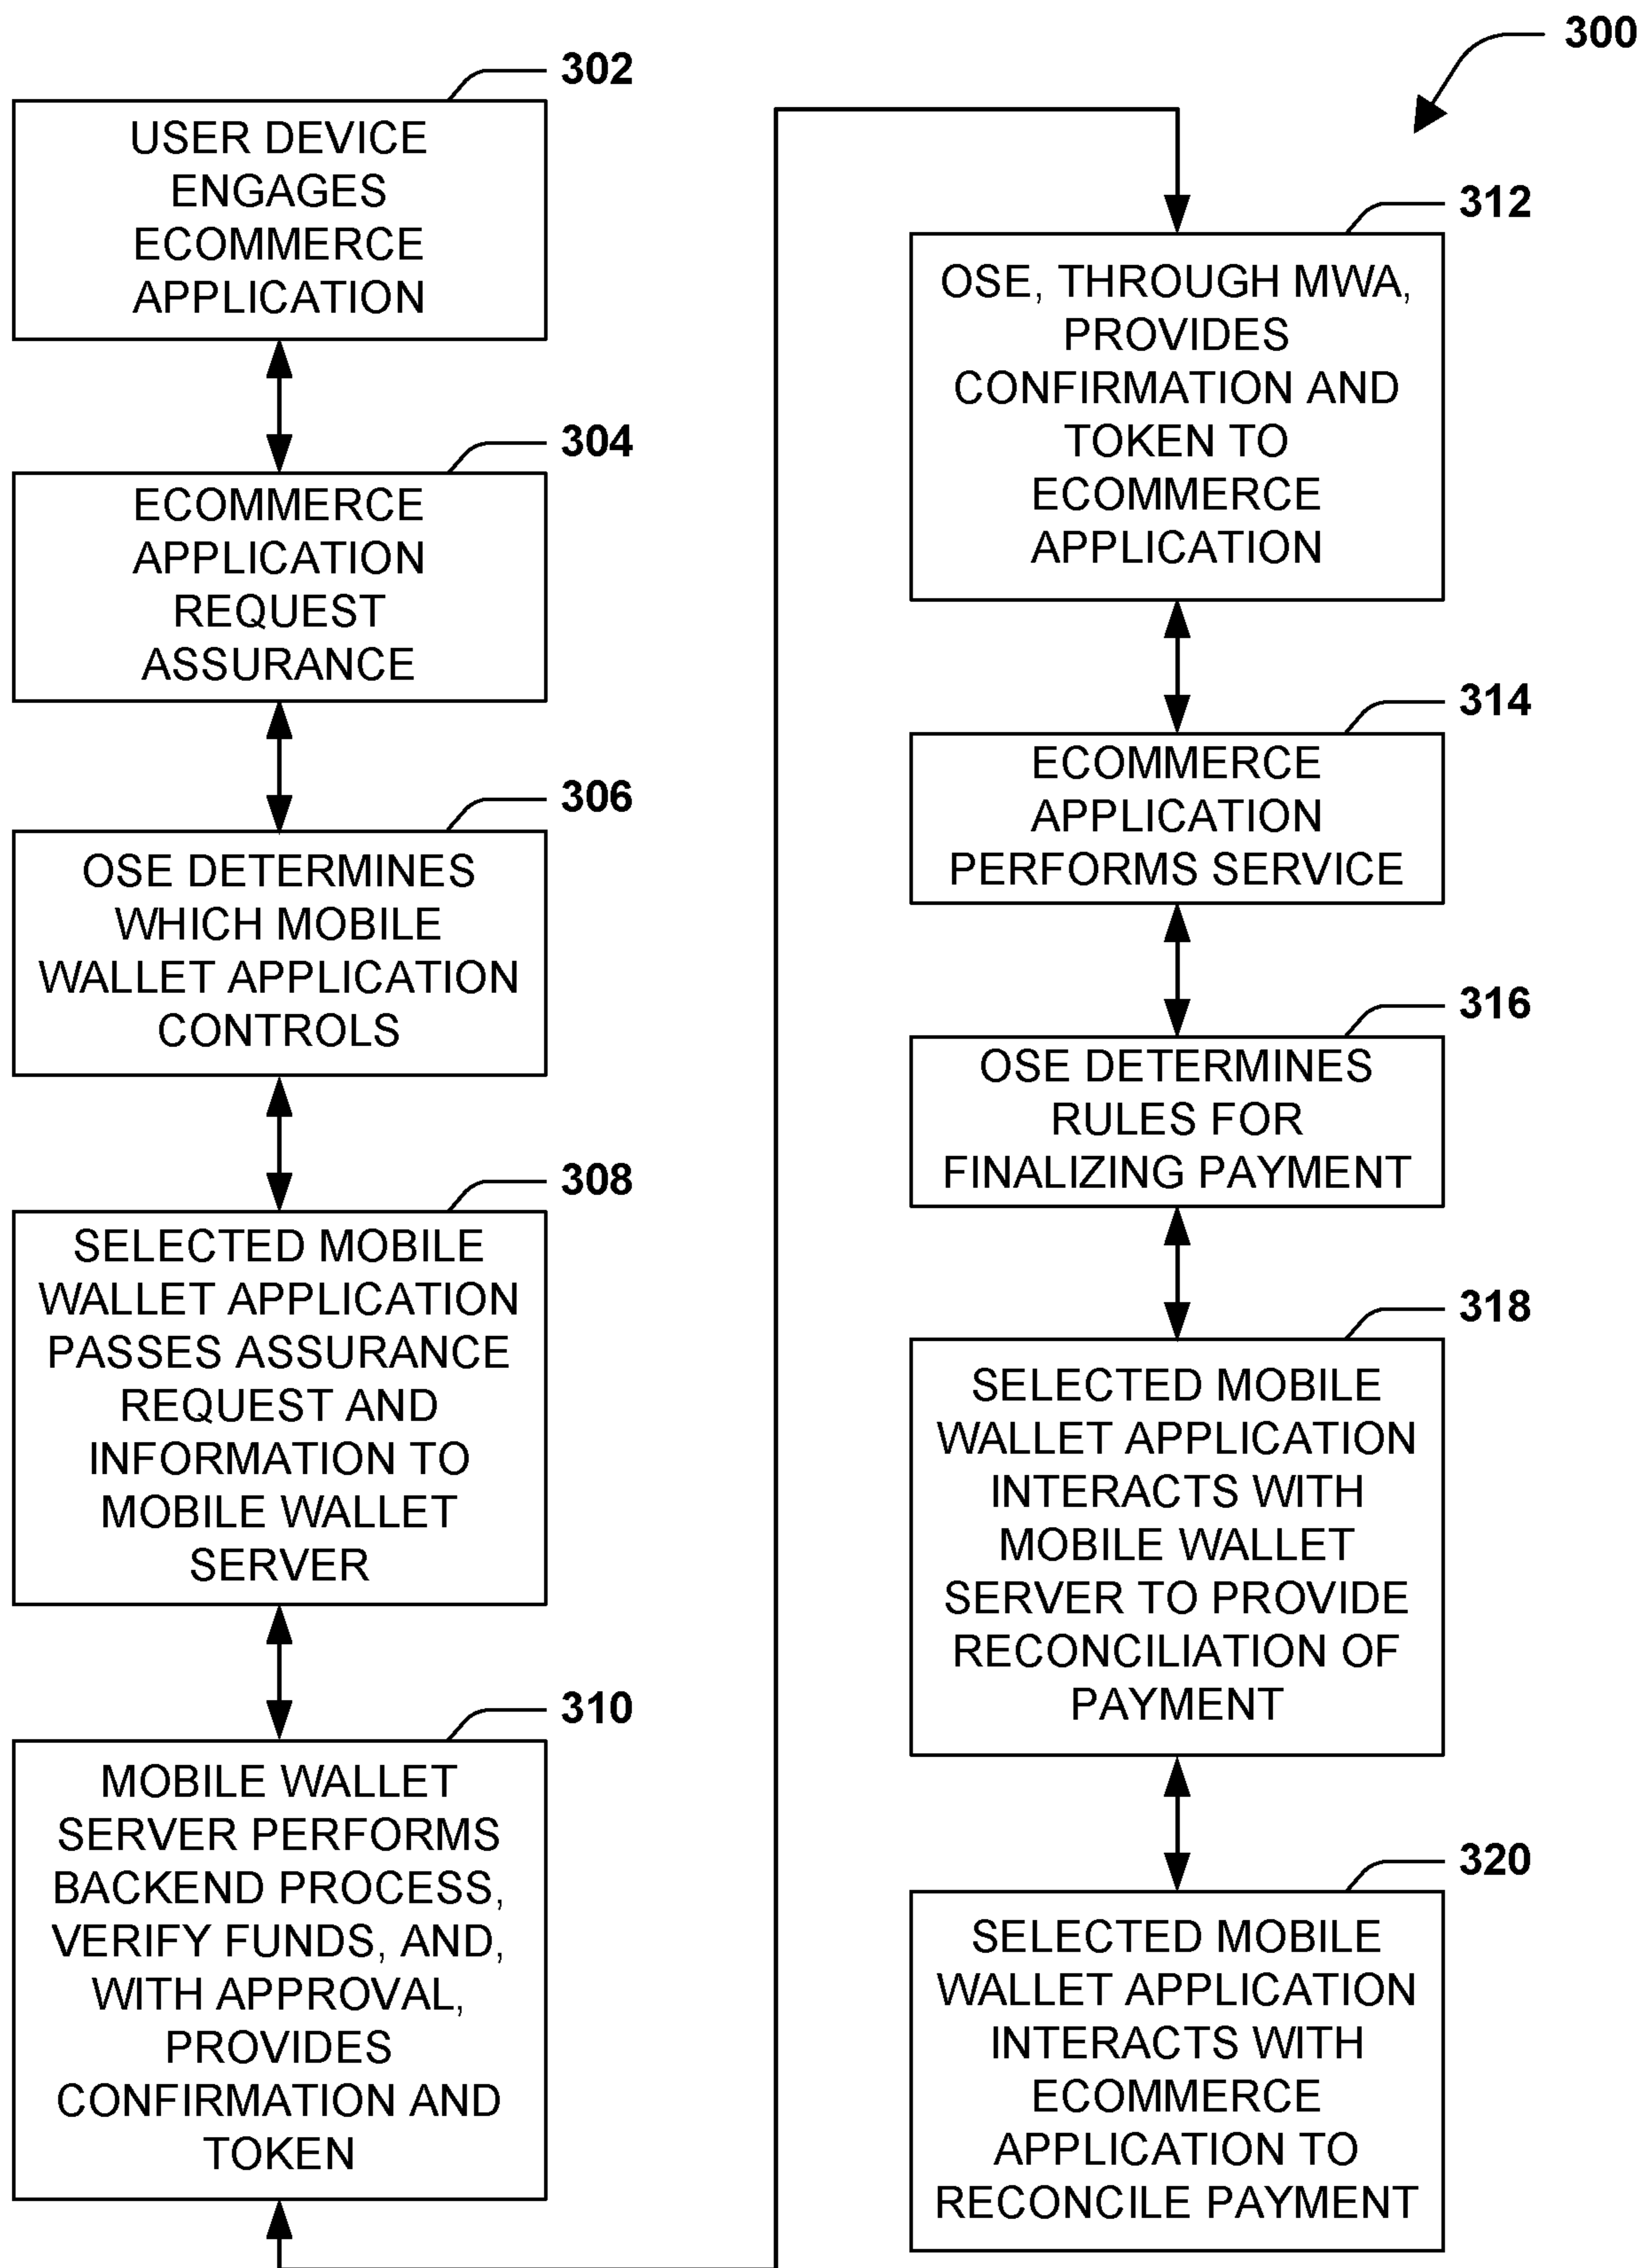 300
302
USER DEVICE
ENGAGES
ECOMMERCE
APPLICATION
304
ECOMMERCE
APPLICATION
REQUEST
ASSURANCE
306
OSE DETERMINES
WHICH MOBILE
WALLET APPLICATION
CONTROLS
308
SELECTED MOBILE
WALLET APPLICATION
PASSES ASSURANCE
REQUEST AND
INFORMATION TO
MOBILE WALLET
SERVER
310
MOBILE WALLET
SERVER PERFORMS
BACKEND PROCESS,
VERIFY FUNDS, AND,
WITH APPROVAL,
PROVIDES
CONFIRMATION AND
TOKEN
312
OSE, THROUGH MWA,
PROVIDES
CONFIRMATION AND
TOKEN TO
ECOMMERCE
APPLICATION
314
ECOMMERCE
APPLICATION
PERFORMS SERVICE
316
OSE DETERMINES
RULES FOR
FINALIZING PAYMENT
318
SELECTED MOBILE
WALLET APPLICATION
INTERACTS WITH
MOBILE WALLET
SERVER TO PROVIDE
RECONCILIATION OF
PAYMENT
320
SELECTED MOBILE
WALLET APPLICATION
INTERACTS WITH
ECOMMERCE
APPLICATION TO
RECONCILE PAYMENT